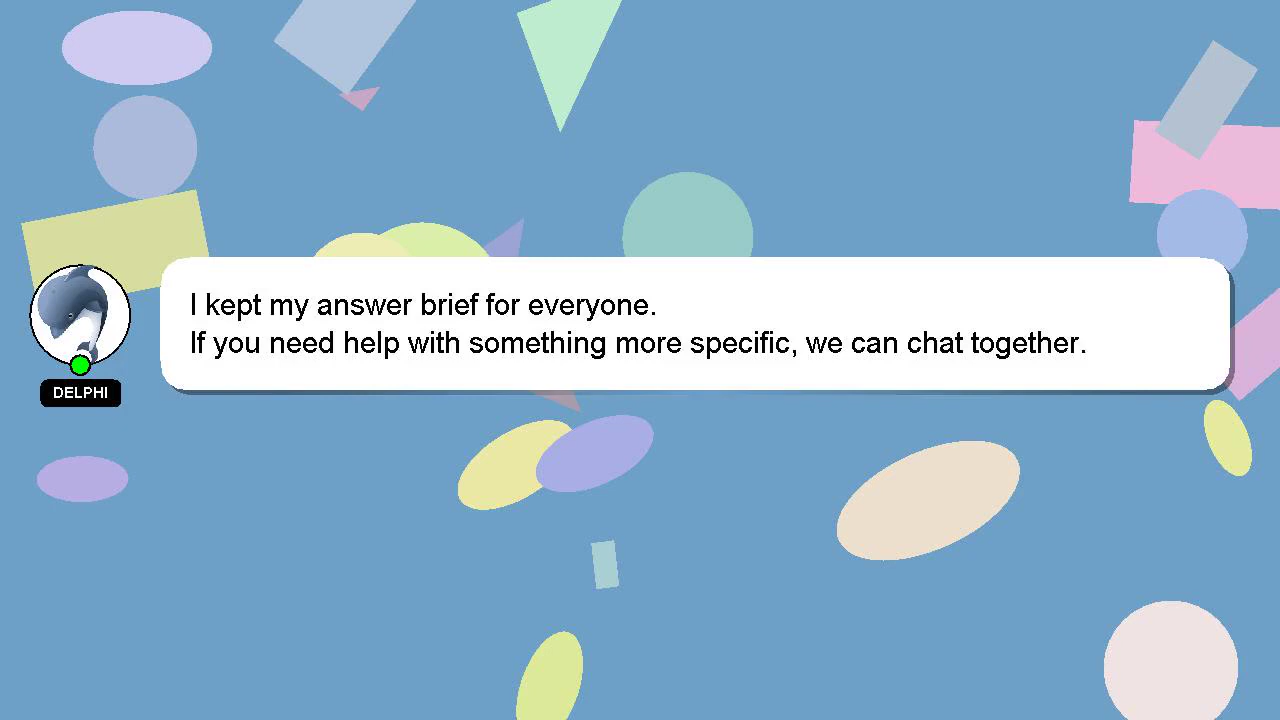 I kept my answer brief for everyone.
If you need help with something more specific, we can chat together.
DELPHI